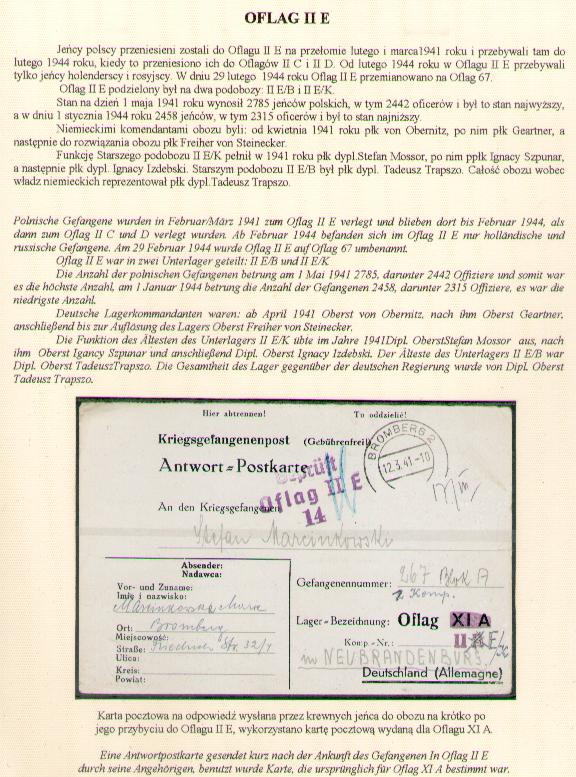 OFLAG II E
Jeńcy polscy przeniesieni zostali do Oflagu II E na przełomie lutego i marca1941 roku i przebywali tam do
lutego 1944 roku, kiedy to przeniesiono ich do Oflagów II C i II D. Od lutego 1944 roku w Oflagu II E przebywali
tylko jeńcy holenderscy i rosyjscy. W dniu 29 lutego 1944 roku Oflag II E przemianowano na Oflag 67.
Oflag II E podzielony był na dwa podobozy: II E/B i II E/K.
Stan na dzień 1 maja 1941 roku wynosił 2785 jeńców polskich, w tym 2442 oficerów i był to stan najwyższy,
a w dniu 1 stycznia 1944 roku 2458 jeńców, w tym 2315 oficerów i był to stan najniższy.
Niemieckimi komendantami obozu byli: od kwietnia 1941 roku płk von Obernitz, po nim płk Geartner, a
następnie do rozwiązania obozu płk Freiher von Steinecker.
Funkcję Starszego podobozu II E/K pełnił w 1941 roku płk dypl.Stefan Mossor, po nim ppłk Ignacy Szpunar,
a następnie płk dypl. Ignacy Izdebski. Starszym podobozu II E/B był płk dypl. Tadeusz Trapszo. Całość obozu wobec
władz niemieckich reprezentował płk dypl.Tadeusz Trapszo.
Polnische Gefangene wurden in Februar/März 1941 zum Oflag II E verlegt und blieben dort bis Februar 1944, als
dann zum Oflag II C und D verlegt wurden. Ab Februar 1944 befanden sich im Oflag II E nur holländische und
russische Gefangene. Am 29 Februar 1944 wurde Oflag II E auf Oflag 67 umbenannt.
Oflag II E war in zwei Unterlager geteilt: II E/B und II E/K
Die Anzahl der polnischen Gefangenen betrung am 1 Mai 1941 2785, darunter 2442 Offiziere und somit war
es die höchste Anzahl, am 1 Januar 1944 betrung die Anzahl der Gefangenen 2458, darunter 2315 Offiziere, es war die
niedrigste Anzahl.
Deutsche Lagerkommandanten waren: ab April 1941 Oberst von Obernitz, nach ihm Oberst Geartner,
anschließend bis zur Auflösung des Lagers Oberst Freiher von Steinecker.
Die Funktion des Ältesten des Unterlagers II E/K übte im Jahre 1941Dipl. OberstStefan Mossor aus, nach
ihm Oberst Igancy Szpunar und anschließend Dipl. Oberst Ignacy Izdebski. Der Älteste des Unterlagers II E/B war
Dipl. Oberst TadeuszTrapszo. Die Gesamtheit des Lager gegenüber der deutschen Regierung wurde von Dipl. Oberst
Tadeusz Trapszo.
Hier abtrennen! Tu oddzielić!
Kriegsgefangenenpost (Gebührenfrei)
BROMBERG 2
12.3.41-10
Antwort=Postkarte
Geprüft
Oflag II E
14
An den Kriegsgefangenen
Stefan Marcinkowski
Absender:
Nadawca:
Vor- und Zuname:
Imię i nazwisko:
Marcinkowska Maria
Ort: Bromberg
Miejscowość:
Straße: Friedrich Str. 32/7
Ulica:
Kreis:
Powiat:
Gefangenennummer: 267 Blok A
Komp.
Lager-Bezeichnung: Oflag XI A
Komp.-Nr.: II E
in NEUBRANDENBURG
Deutschland (Allemagne)
Karta pocztowa na odpowiedź wysłana przez krewnych jeńca do obozu na krótko po
jego przybyciu do Oflagu II E, wykorzystano kartę pocztową wydaną dla Oflagu XI A.
Eine Antwortpostkarte gesendet kurz nach der Ankunft des Gefangenen In Oflag II E
durch seine Angehörigen, benutzt wurde Karte, die ursprünglich für Oflag XI A bestimmt war.